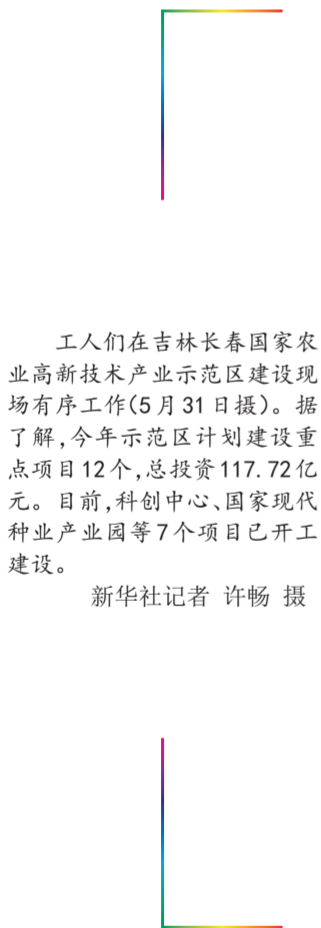 工人们在吉林长春国家农
业高新技术产业示范区建设现
场有序工作(5月31日摄)。据
了解,今年示范区计划建设重
点项目12个,总投资117.72亿
元。目前,科创中心、国家现代
种业产业园等7个项目已开工
建设。
新华社记者 许畅 摄